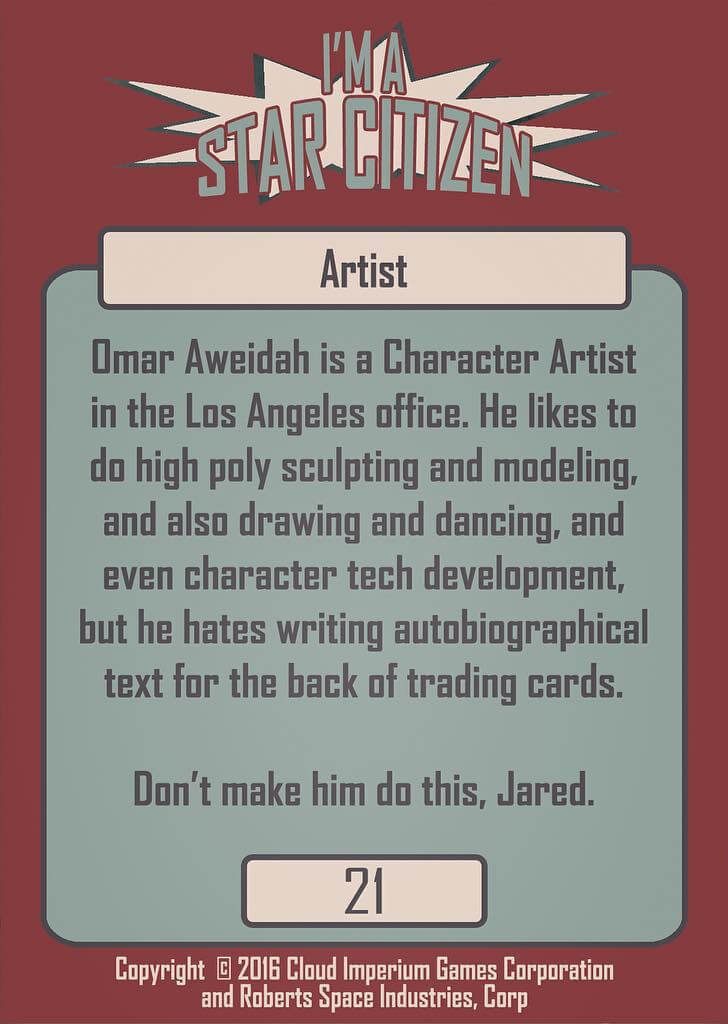 I'M A
STAR CITIZEN
Artist
Omar Aweidah is a Character Artist
in the Los Angeles office. He likes to
do high poly sculpting and modeling,
and also drawing and dancing, and
even character tech development,
but he hates writing autobiographical
text for the back of trading cards.
Don't make him do this, Jared.
21
Copyright © 2016 Cloud Imperium Games Corporation
and Roberts Space Industries, Corp